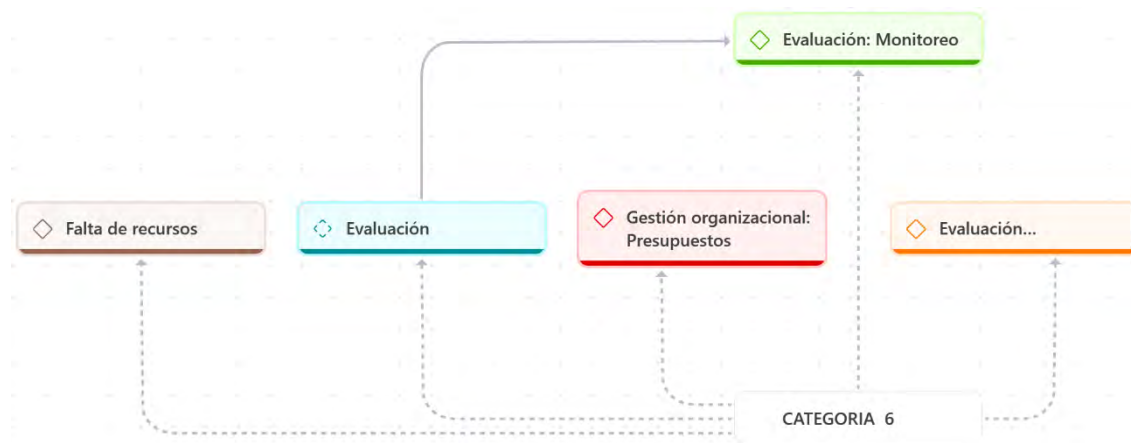 Evaluación: Monitoreo
Falta de recursos
Evaluación
Gestión organizacional:
Presupuestos
Evaluación...
CATEGORIA 6